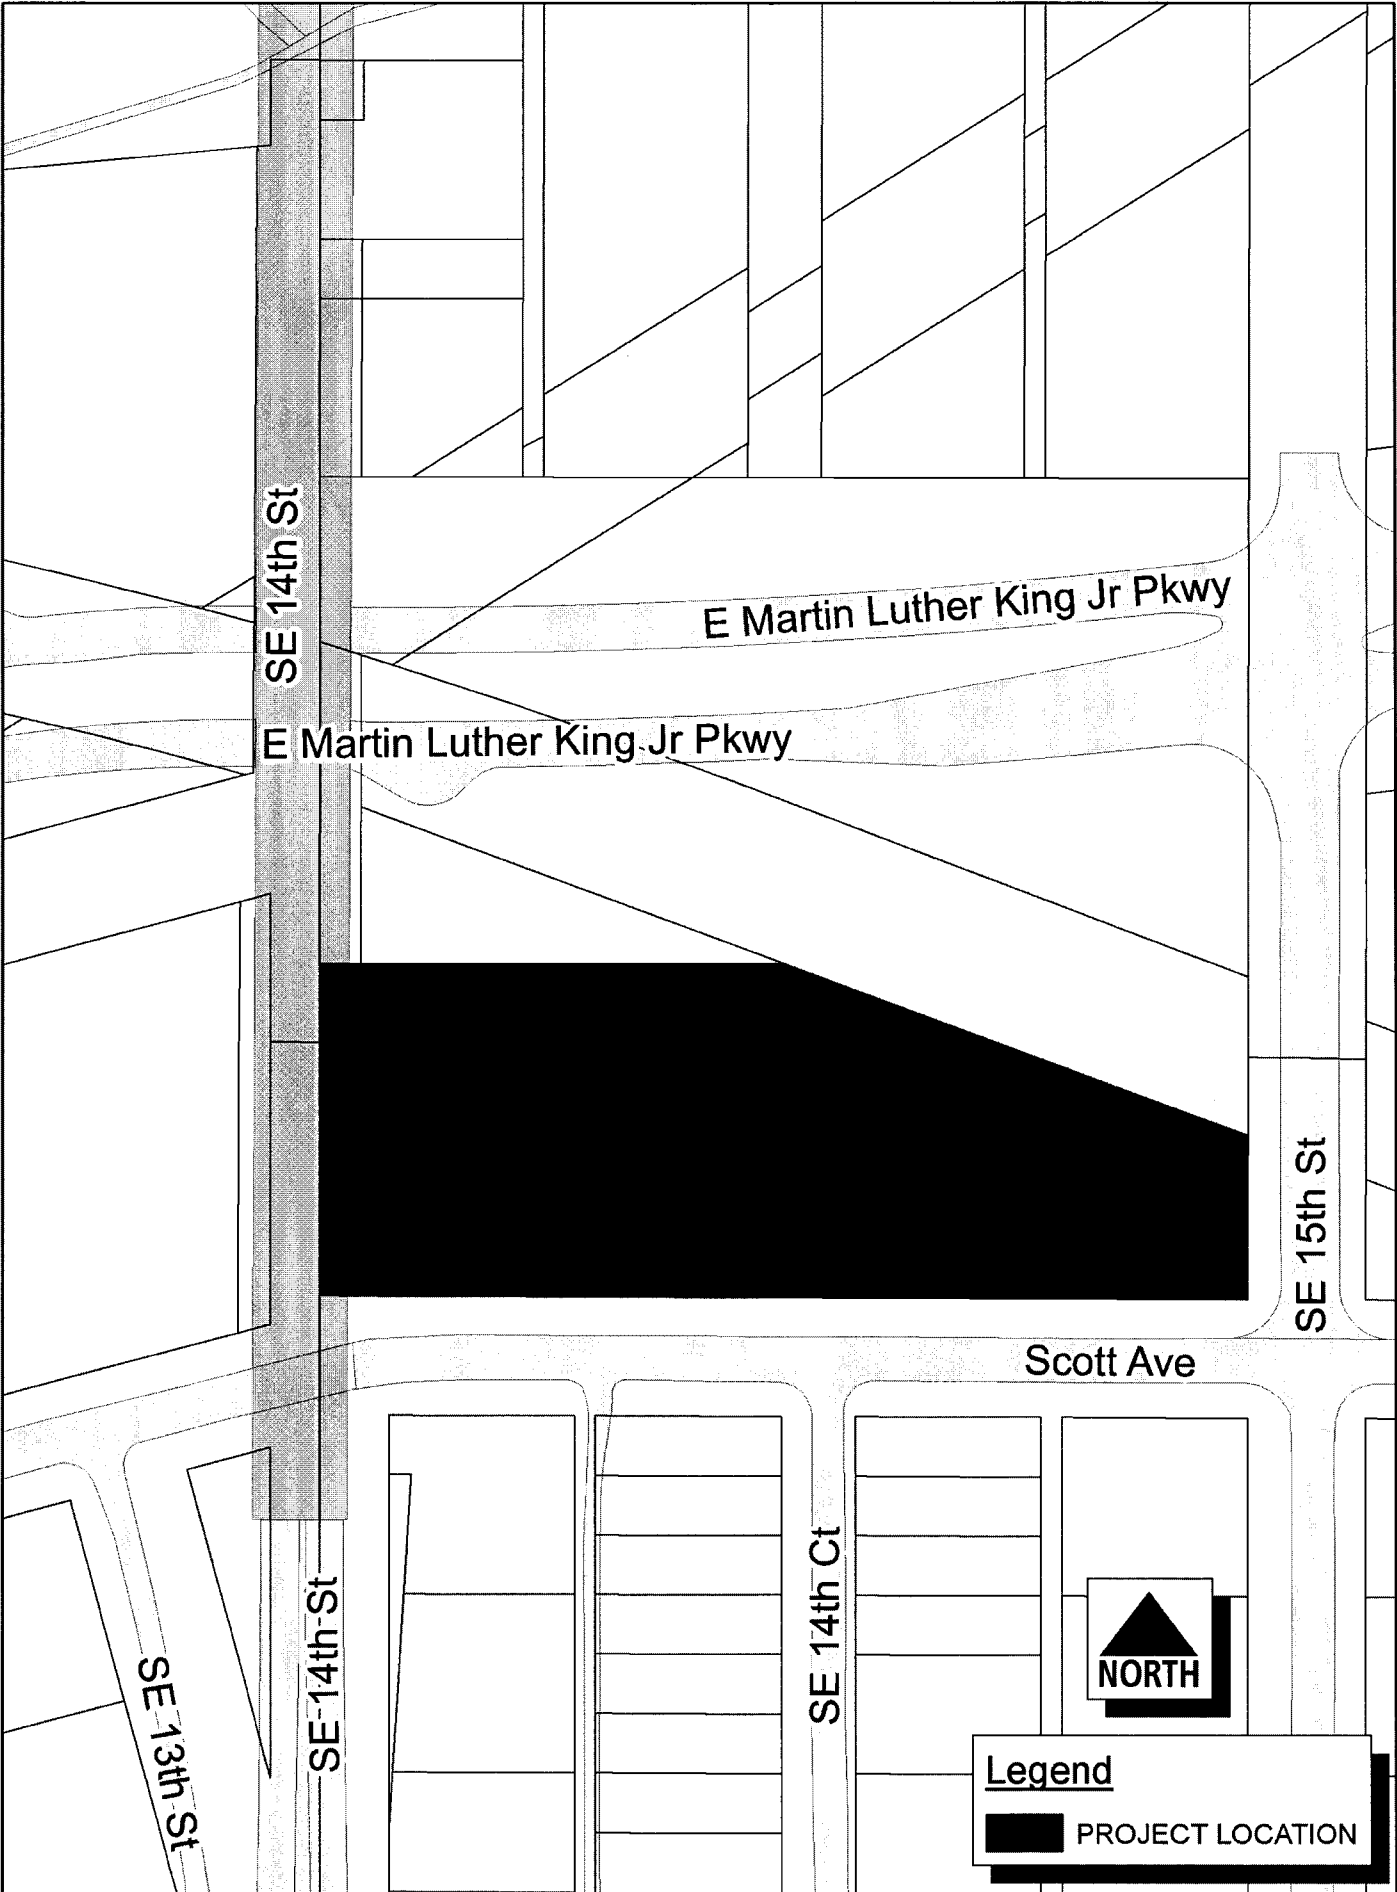 SE 14th St
E Martin Luther King Jr Pkwy
E Martin Luther King Jr Pkwy
SE 15th St
Scott Ave
SE 14th Ct
SE 14th St
SE 13th St
NORTH
Legend
PROJECT LOCATION